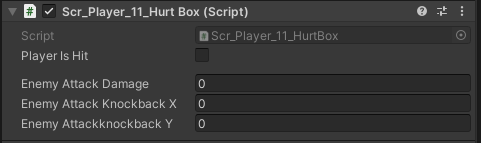 Scr_Player_11_Hurt Box (Script)
Script Scr_Player_11_HurtBox
Player Is Hit
Enemy Attack Damage 0
Enemy Attack Knockback X 0
Enemy Attackknockback Y 0